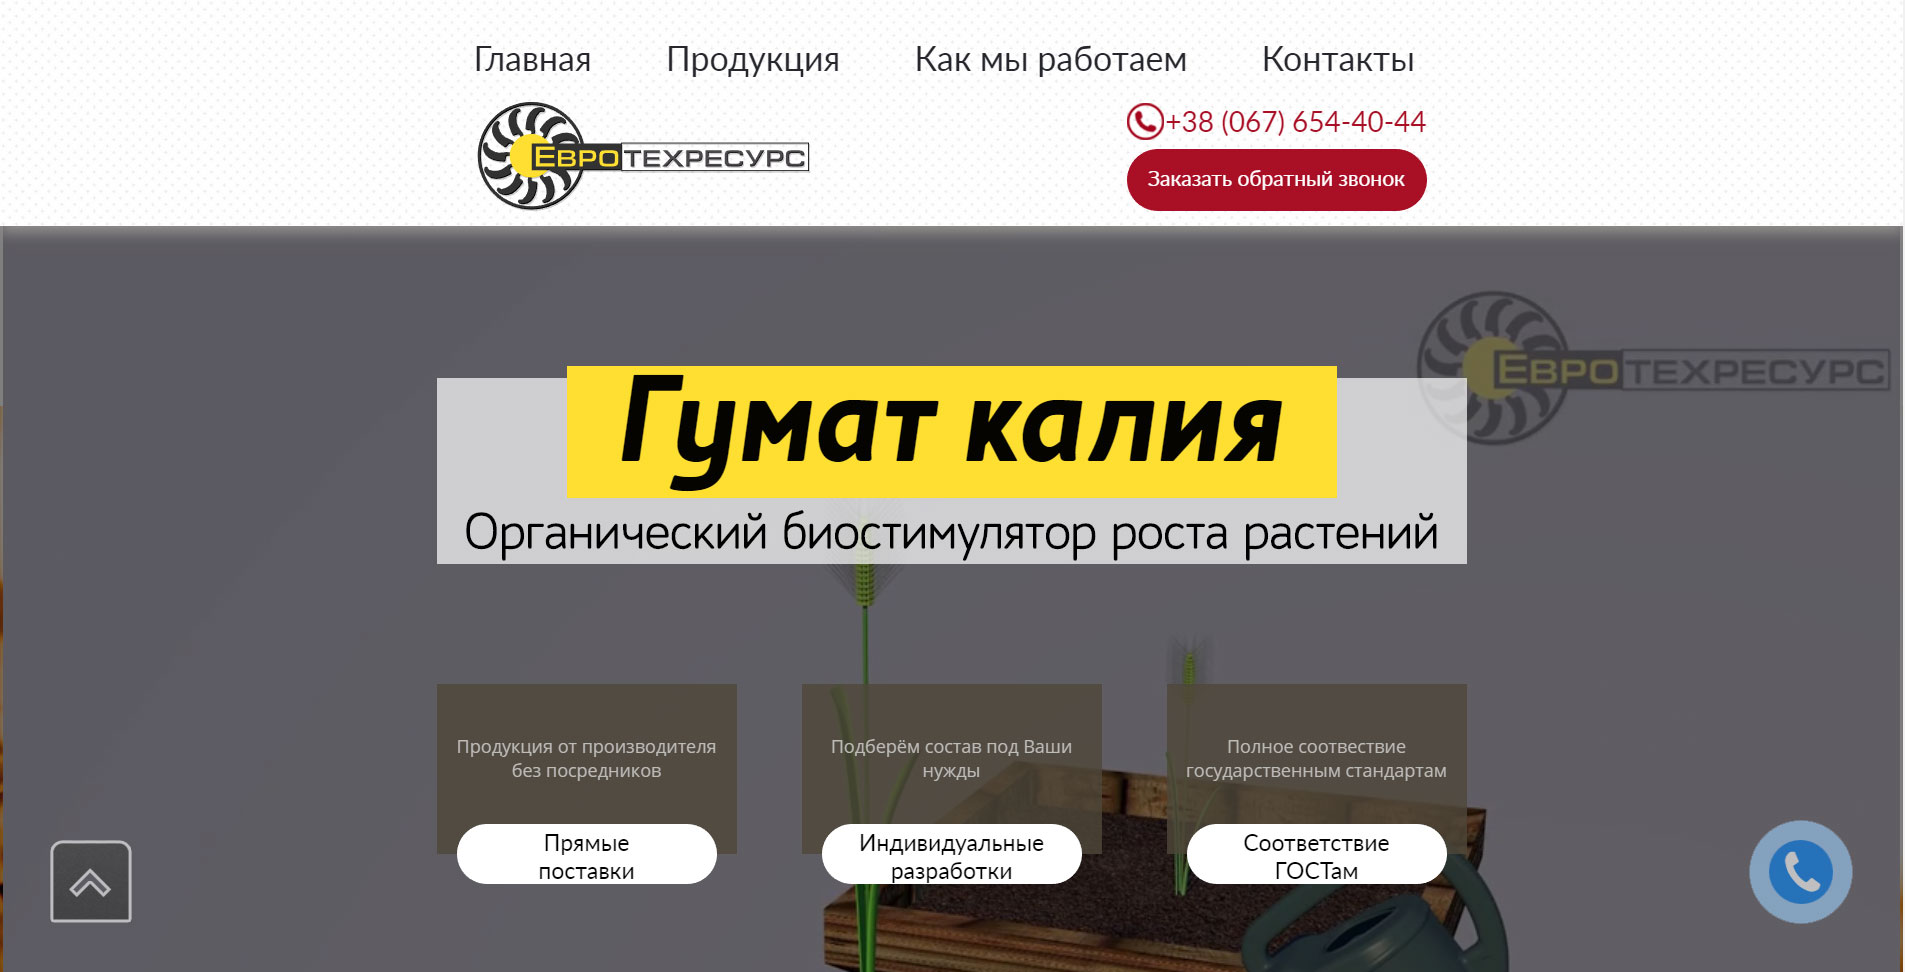 Главная Продукция Как мы работаем Контакты
ЕВРОТЕХРЕСУРС
+38 (067) 654-40-44
Заказать обратный звонок
ЕВРОТЕХРЕСУРС
Гумат калия
Органический биостимулятор роста растений
Продукция от производителя
без посредников
Прямые
поставки
Подберём состав под Ваши
нужды
Индивидуальные
разработки
Полное соотвествие
государственным стандартам
Соответствие
ГОСТам